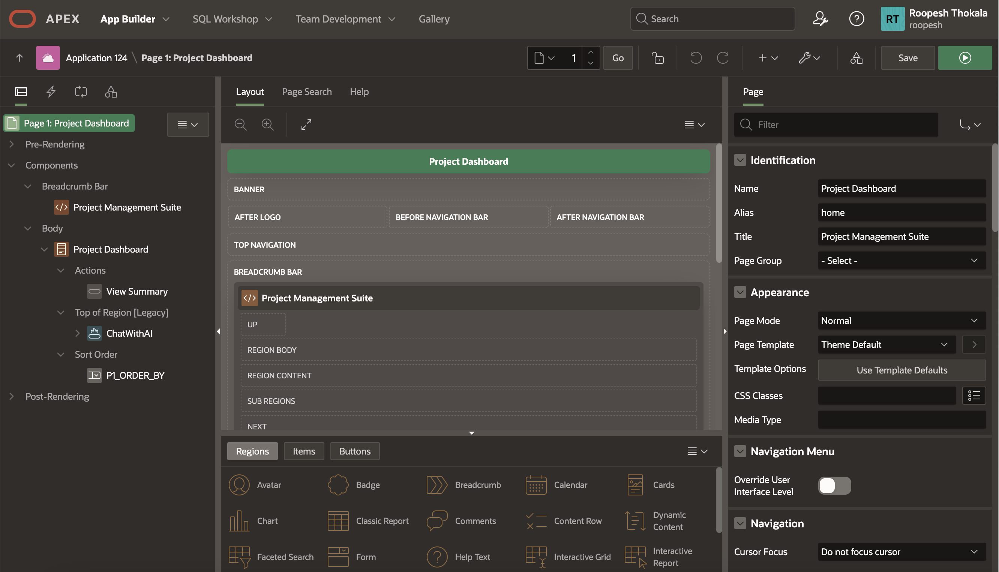 APEX App Builder SQL Workshop Team Development Gallery Search RT Roopesh Thokala
roopesh
Application 124 \ Page 1: Project Dashboard 1 Go Save
Page 1: Project Dashboard
Pre-Rendering
Components
Breadcrumb Bar
</> Project Management Suite
Body
Project Dashboard
Actions
View Summary
Top of Region [Legacy]
ChatWithAI
Sort Order
P1_ORDER_BY
Post-Rendering
Layout Page Search Help
Project Dashboard
BANNER
AFTER LOGO BEFORE NAVIGATION BAR AFTER NAVIGATION BAR
TOP NAVIGATION
BREADCRUMB BAR
</> Project Management Suite
UP
REGION BODY
REGION CONTENT
SUB REGIONS
NEXT
Regions Items Buttons
Avatar Badge Breadcrumb Calendar Cards
Chart Classic Report Comments Content Row Dynamic
Content
Faceted Search Form Help Text Interactive Grid Interactive
Report
Page
Filter
Identification
Name Project Dashboard
Alias home
Title Project Management Suite
Page Group - Select -
Appearance
Page Mode Normal
Page Template Theme Default
Template Options Use Template Defaults
CSS Classes
Media Type
Navigation Menu
Override User
Interface Level
Navigation
Cursor Focus Do not focus cursor